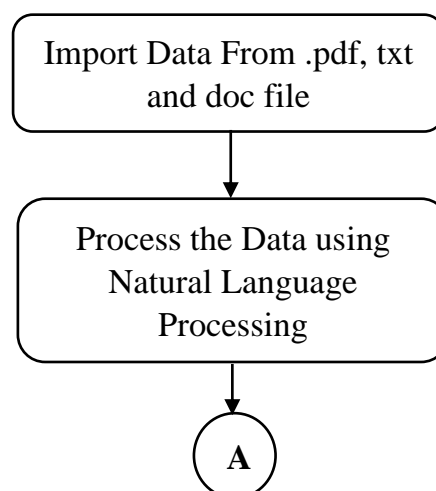 Import Data From .pdf, txt
and doc file
Process the Data using
Natural Language
Processing
A